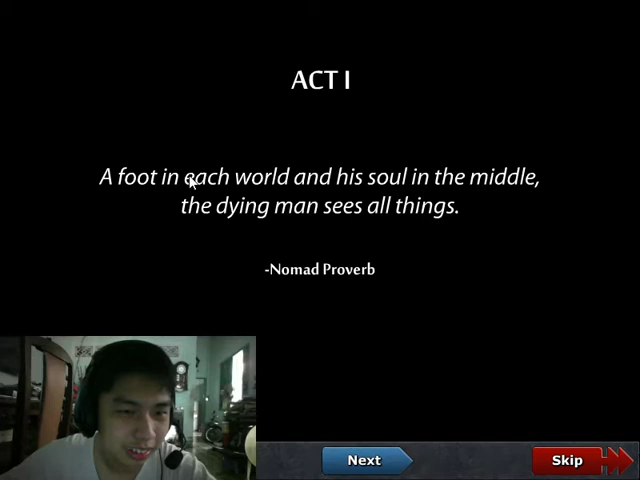 ACT I
A foot in each world and his soul in the middle,
the dying man sees all things.
-Nomad Proverb
Next
Skip